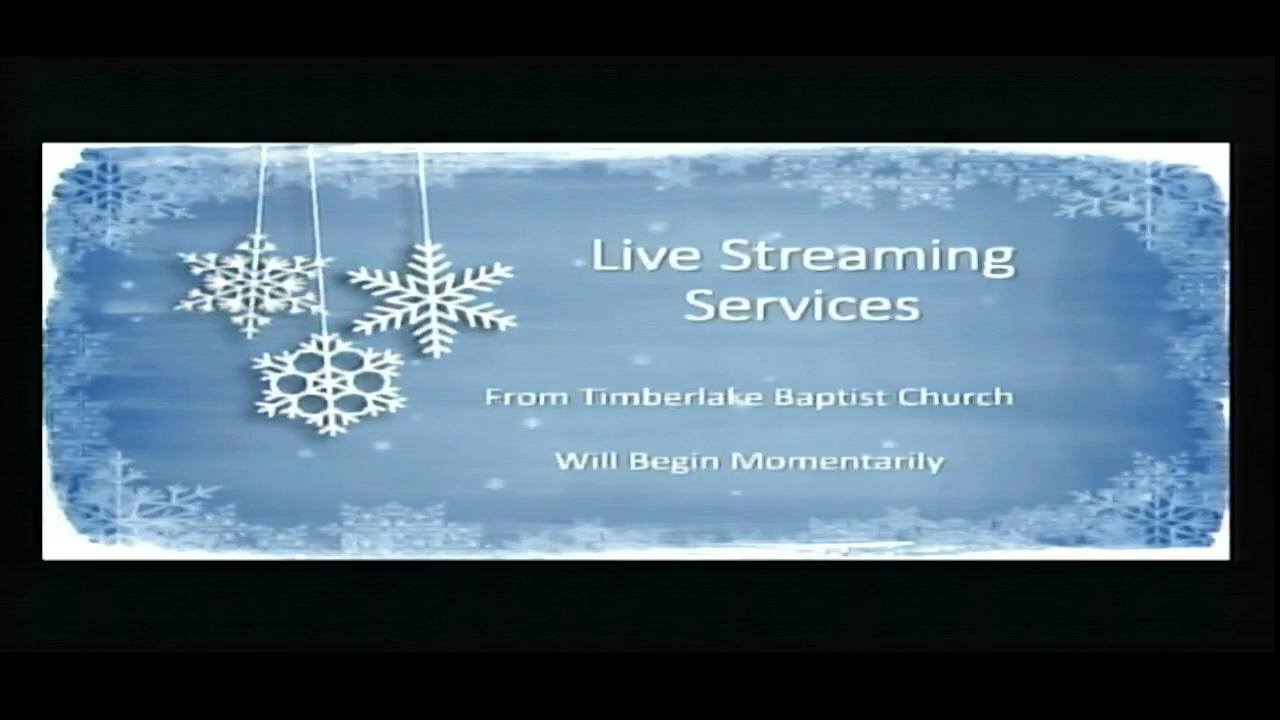 Live Streaming
Services
From Timberlake Baptist Church
Will Begin Momentarily